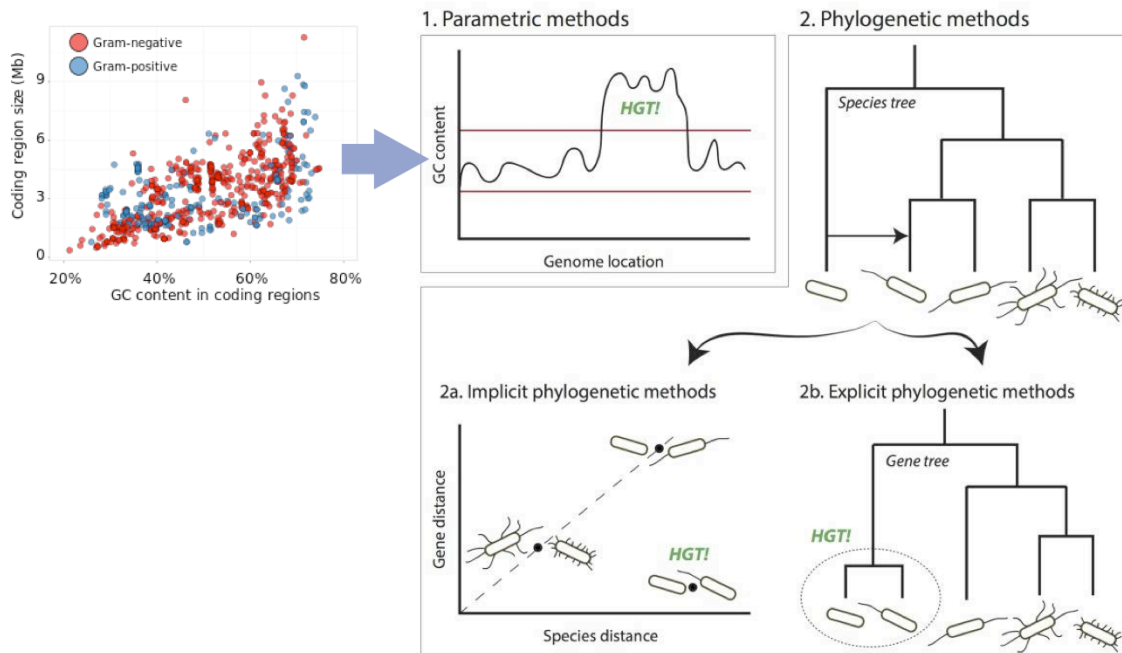 Gram-negative
Gram-positive
Coding region size (Mb)
9
6
3
0
20%
40%
60%
80%
GC content in coding regions
1. Parametric methods
GC content
HGT!
Genome location
2. Phylogenetic methods
Species tree
2a. Implicit phylogenetic methods
Gene distance
HGT!
Species distance
2b. Explicit phylogenetic methods
Gene tree
HGT!